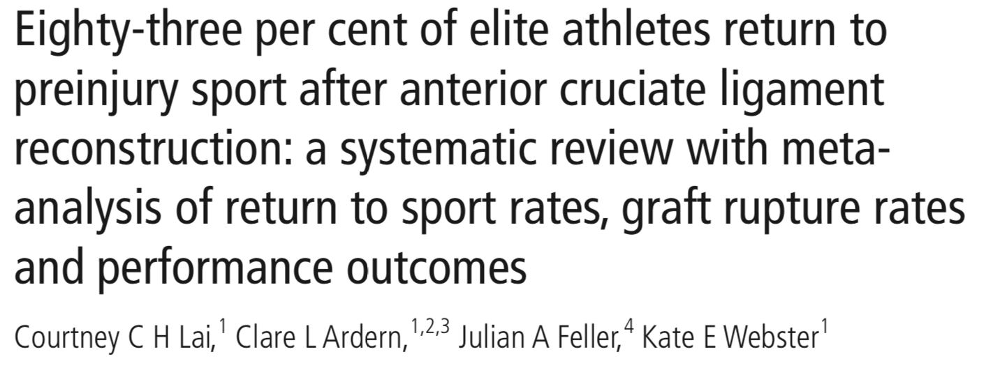 Eighty-three per cent of elite athletes return to
preinjury sport after anterior cruciate ligament
reconstruction: a systematic review with meta-
analysis of return to sport rates, graft rupture rates
and performance outcomes
Courtney C H Lai,1 Clare L Ardern,1,2,3 Julian A Feller,4 Kate E Webster1